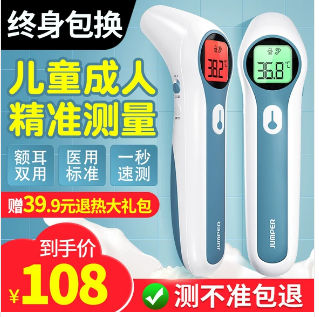 终身包换
38.2℃
36.8℃
儿童成人
精准测量
额耳双用
医用标准
一秒速测
赠39.9元退热大礼包
JUMPER
JUMPER
到手价
¥108
测不准包退